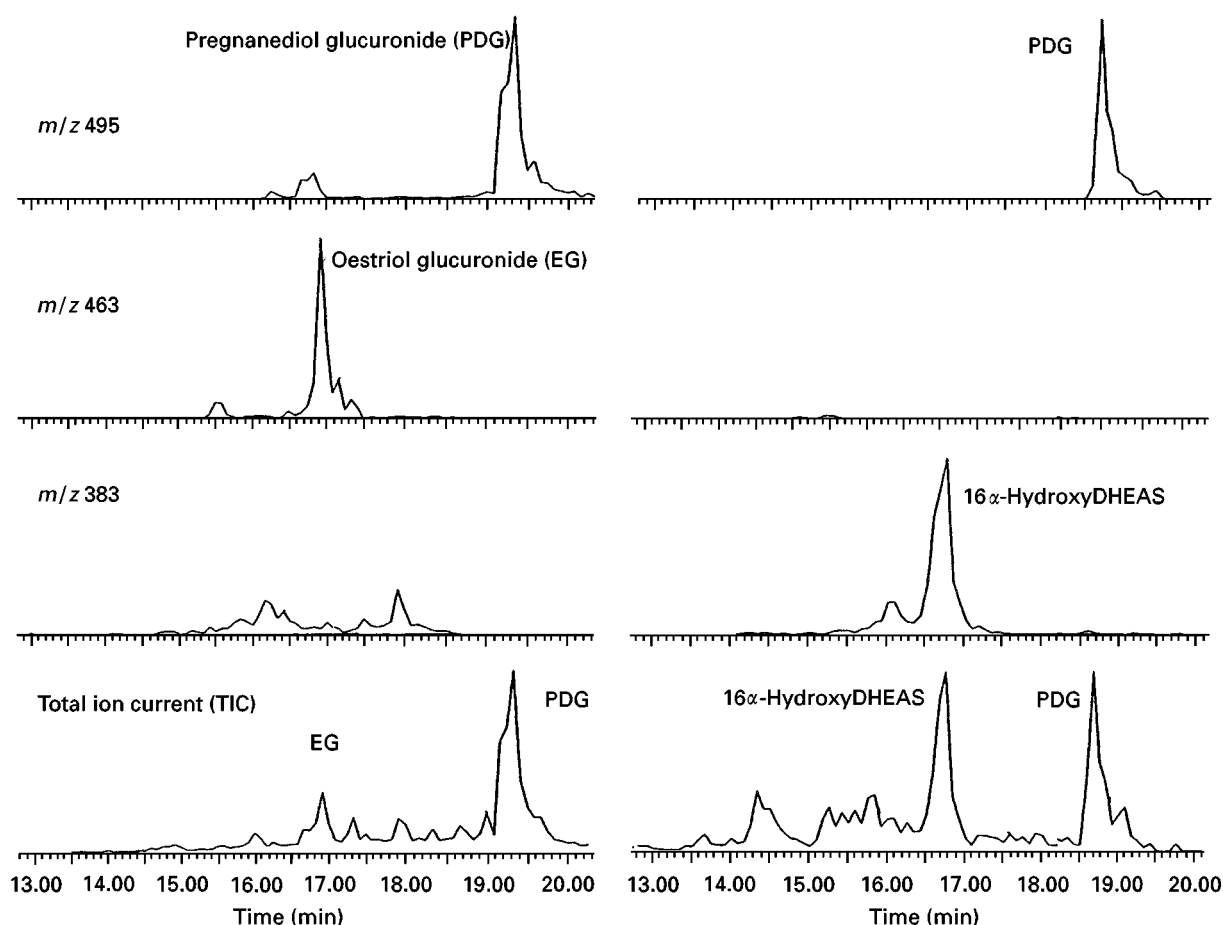 Pregnanediol glucuronide (PDG)
PDG
m/z 495
Oestriol glucuronide (EG)
m/z 463
m/z 383
16α-HydroxyDHEAS
Total ion current (TIC)
EG
PDG
16α-HydroxyDHEAS
PDG
13.00 14.00 15.00 16.00 17.00 18.00 19.00 20.00
Time (min)
13.00 14.00 15.00 16.00 17.00 18.00 19.00 20.00
Time (min)